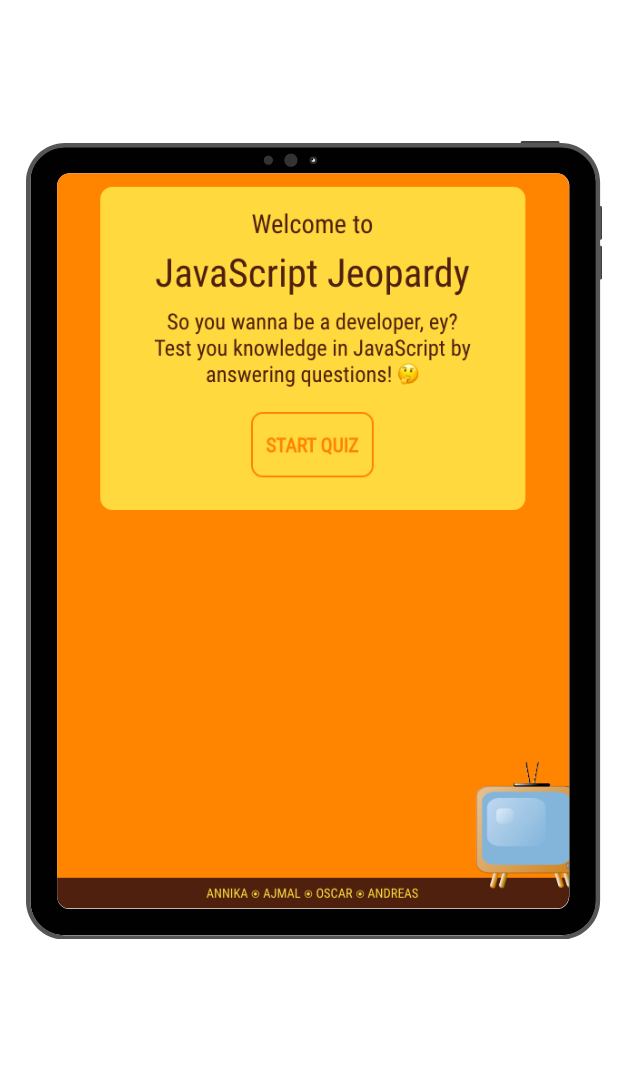 Welcome to
JavaScript Jeopardy
So you wanna be a developer, ey?
Test you knowledge in JavaScript by
answering questions! 🤔
START QUIZ
ANNIKA ⦿ AJMAL ⦿ OSCAR ⦿ ANDREAS